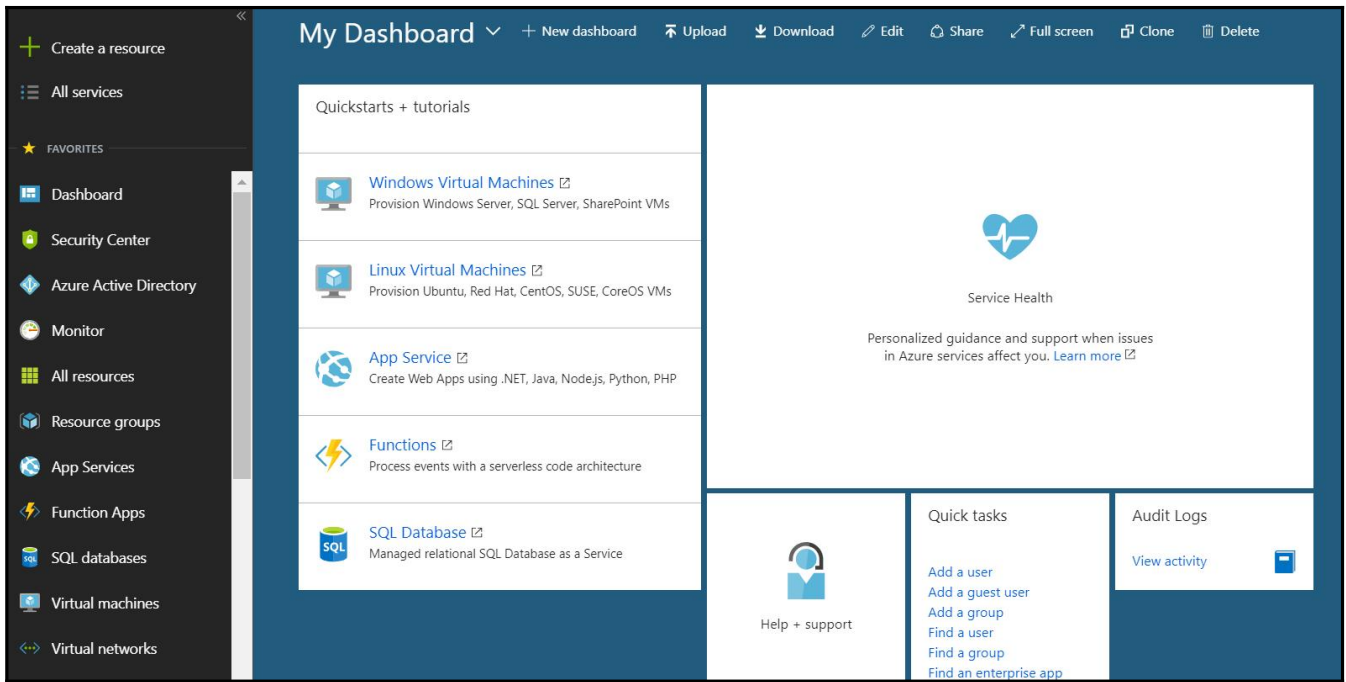 Create a resource
All services
FAVORITES
Dashboard
Security Center
Azure Active Directory
Monitor
All resources
Resource groups
App Services
Function Apps
SQL databases
Virtual machines
Virtual networks
My Dashboard
New dashboard
Upload
Download
Edit
Share
Full screen
Clone
Delete
Quickstarts + tutorials
Windows Virtual Machines
Provision Windows Server, SQL Server, SharePoint VMs
Linux Virtual Machines
Provision Ubuntu, Red Hat, CentOS, SUSE, CoreOS VMs
App Service
Create Web Apps using .NET, Java, Node.js, Python, PHP
Functions
Process events with a serverless code architecture
SQL
SQL Database
Managed relational SQL Database as a Service
Service Health
Personalized guidance and support when issues
in Azure services affect you. Learn more
Help + support
Quick tasks
Add a user
Add a guest user
Add a group
Find a user
Find a group
Find an enterprise app
Audit Logs
View activity